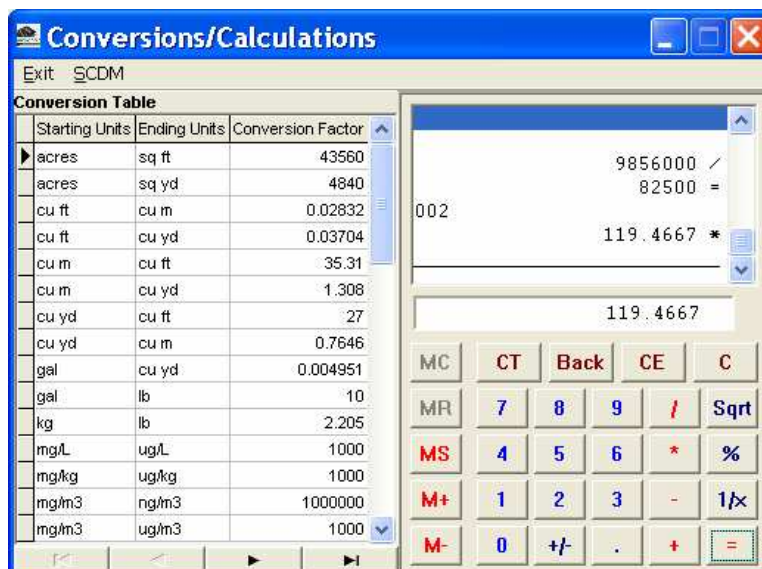 Conversions/Calculations
Exit SCDM
Conversion Table
Starting Units Ending Units Conversion Factor
acres sq ft 43560
acres sq yd 4840
cu ft cu m 0.02832
cu ft cu yd 0.03704
cu m cu ft 35.31
cu m cu yd 1.308
cu yd cu ft 27
cu yd cu m 0.7646
gal cu yd 0.004951
gal lb 10
kg lb 2.205
mg/L ug/L 1000
mg/kg ug/kg 1000
mg/m3 ng/m3 1000000
mg/m3 ug/m3 1000
9856000 /
82500 =
002
119.4667 *
119.4667
MC CT Back CE C
MR 7 8 9 / Sqrt
MS 4 5 6 * %
M+ 1 2 3 - 1/x
M- 0 +/- . + =